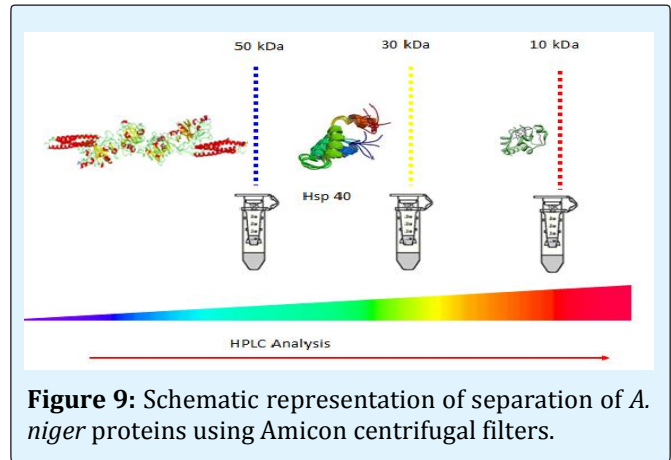 50 kDa 30 kDa 10 kDa
Hsp 40
HPLC Analysis
Figure 9: Schematic representation of separation of A.
niger proteins using Amicon centrifugal filters.